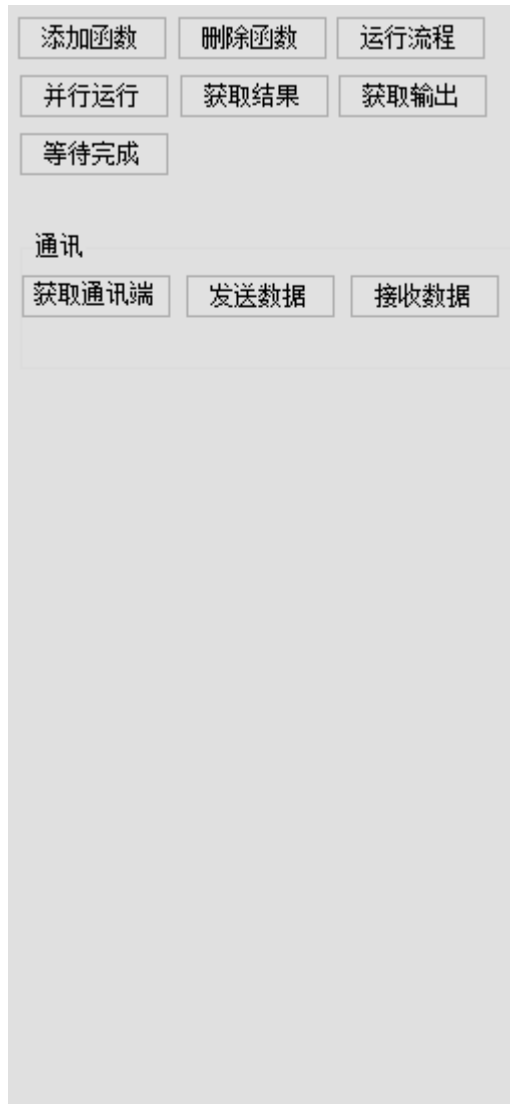 添加函数 删除函数 运行流程
并行运行 获取结果 获取输出
等待完成
通讯
获取通讯端 发送数据 接收数据